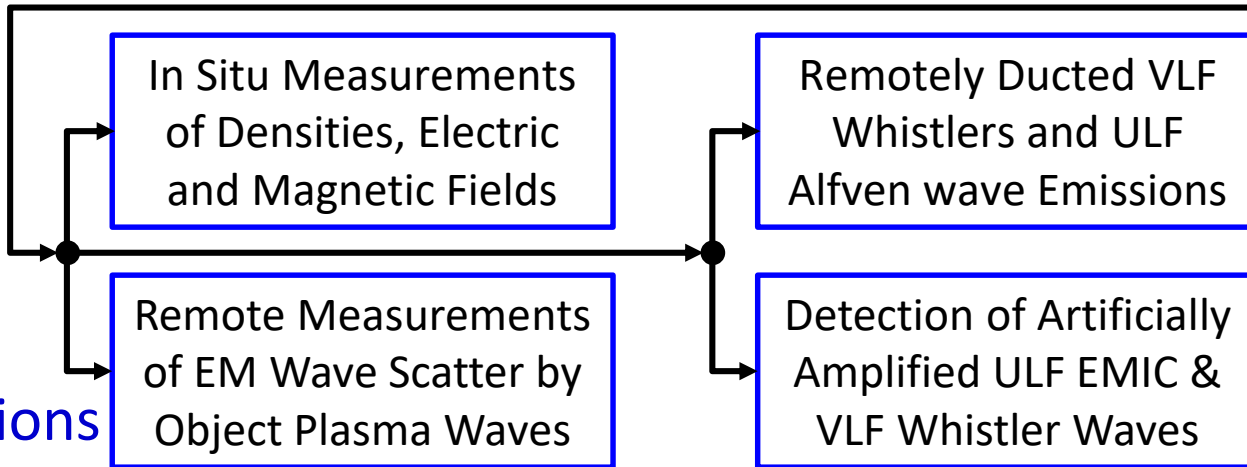 In Situ Measurements
of Densities, Electric
and Magnetic Fields
Remotely Ducted VLF
Whistlers and ULF
Alfven wave Emissions
Remote Measurements
of EM Wave Scatter by
Object Plasma Waves
Detection of Artificially
Amplified ULF EMIC &
VLF Whistler Waves